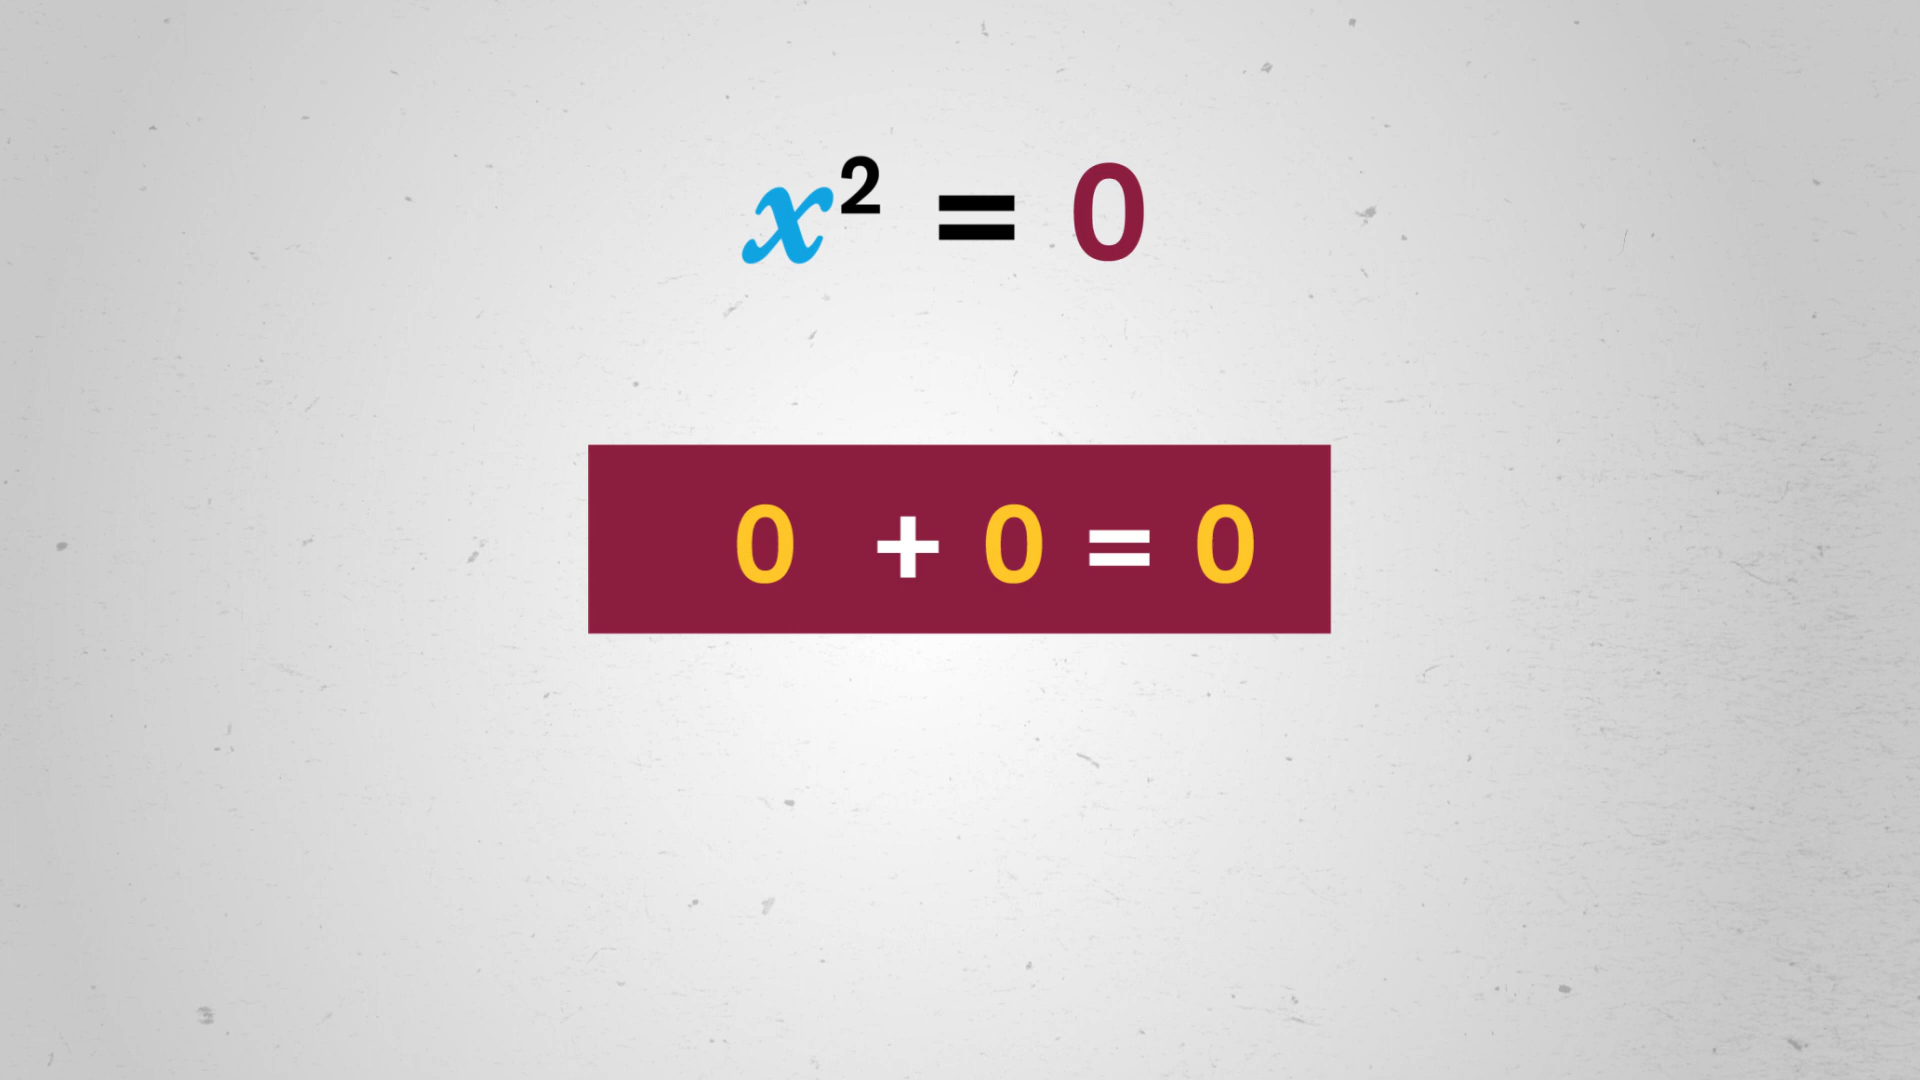 x² = 0
0 + 0 = 0